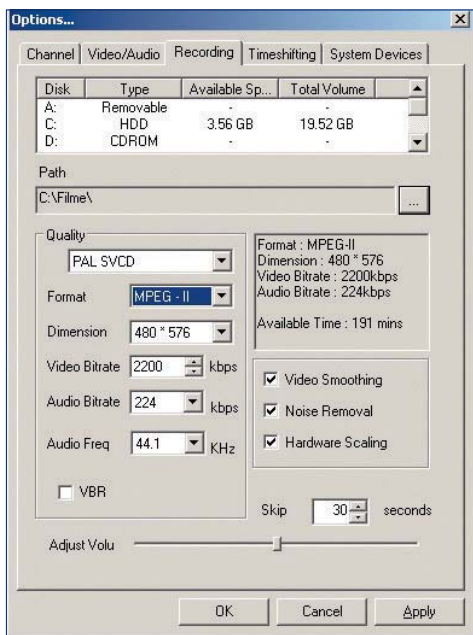 Options...
Channel Video/Audio Recording Timeshifting System Devices
Disk Type Available Sp... Total Volume
A: Removable - -
C: HDD 3.56 GB 19.52 GB
D: CDROM - -
Path
C:\Filme\ ...
Quality
PAL SVCD
Format MPEG - II
Dimension 480 * 576
Video Bitrate 2200 kbps
Audio Bitrate 224 kbps
Audio Freq 44.1 KHz
VBR
Format : MPEG-II
Dimension : 480 * 576
Video Bitrate : 2200kbps
Audio Bitrate : 224kbps
Available Time : 191 mins
Video Smoothing
Noise Removal
Hardware Scaling
Skip 30 seconds
Adjust Volu
OK Cancel Apply